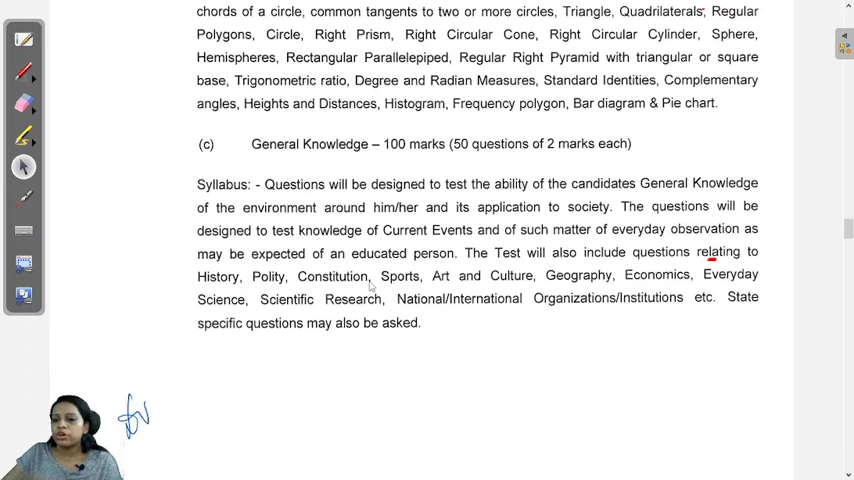 chords of a circle, common tangents to two or more circles, Triangle, Quadrilaterals, Regular
Polygons, Circle, Right Prism, Right Circular Cone, Right Circular Cylinder, Sphere,
Hemispheres, Rectangular Parallelepiped, Regular Right Pyramid with triangular or square
base, Trigonometric ratio, Degree and Radian Measures, Standard Identities, Complementary
angles, Heights and Distances, Histogram, Frequency polygon, Bar diagram & Pie chart.
(c) General Knowledge – 100 marks (50 questions of 2 marks each)
Syllabus: - Questions will be designed to test the ability of the candidates General Knowledge
of the environment around him/her and its application to society. The questions will be
designed to test knowledge of Current Events and of such matter of everyday observation as
may be expected of an educated person. The Test will also include questions relating to
History, Polity, Constitution, Sports, Art and Culture, Geography, Economics, Everyday
Science, Scientific Research, National/International Organizations/Institutions etc. State
specific questions may also be asked.